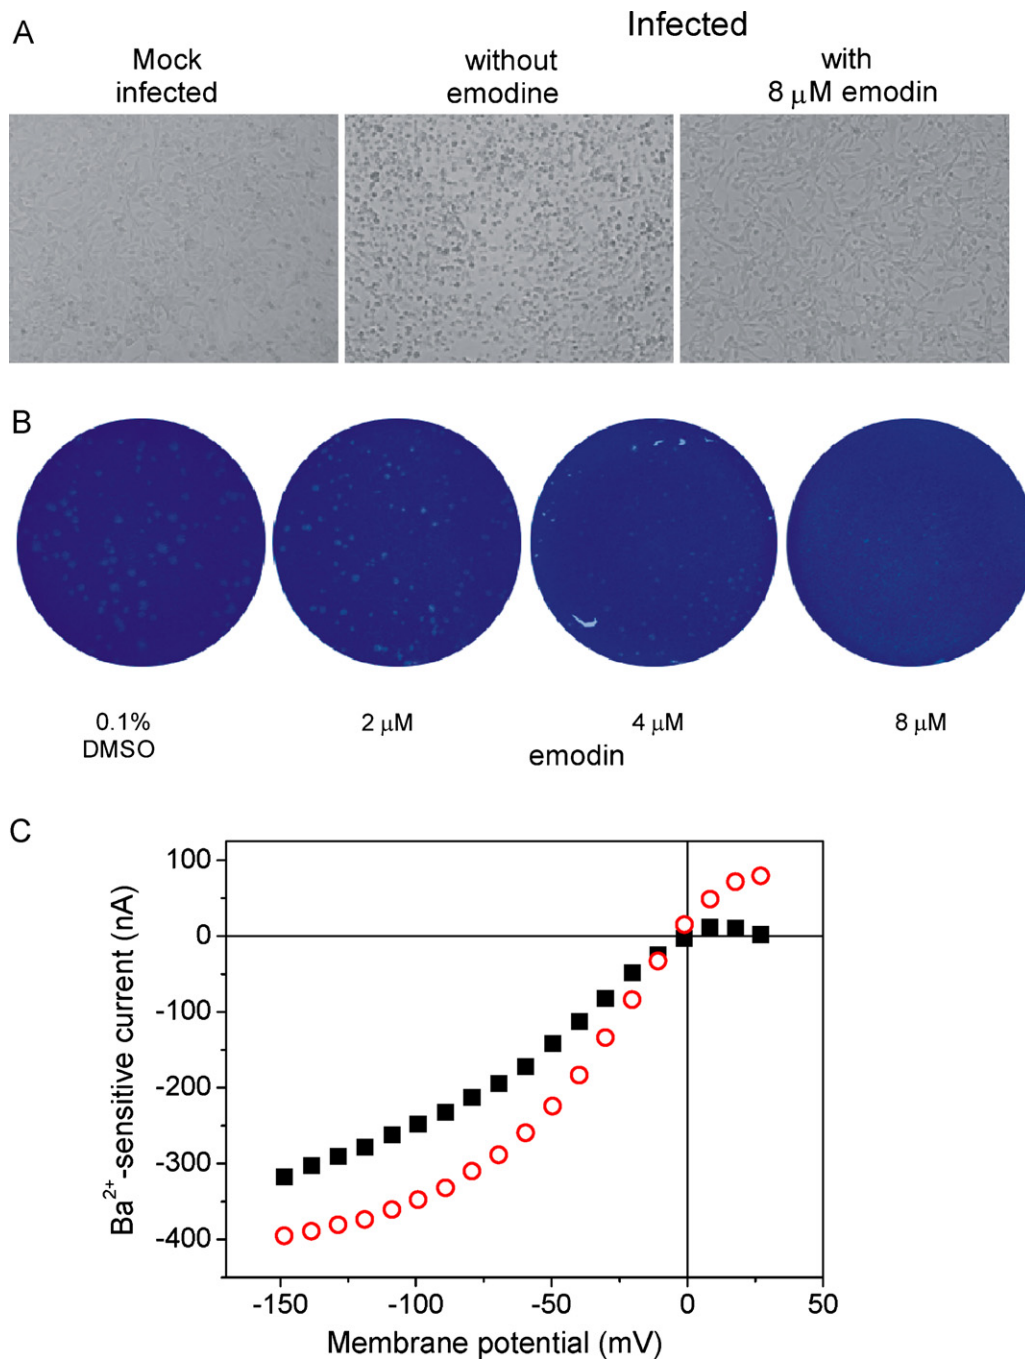 A
Infected
Mock
infected
without
emodine
with
8 μM emodin
B
0.1%
DMSO
2 μM
4 μM
8 μM
emodin
C
Ba²⁺-sensitive current (nA)
100
0
-100
-200
-300
-400
-150
-100
-50
0
50
Membrane potential (mV)